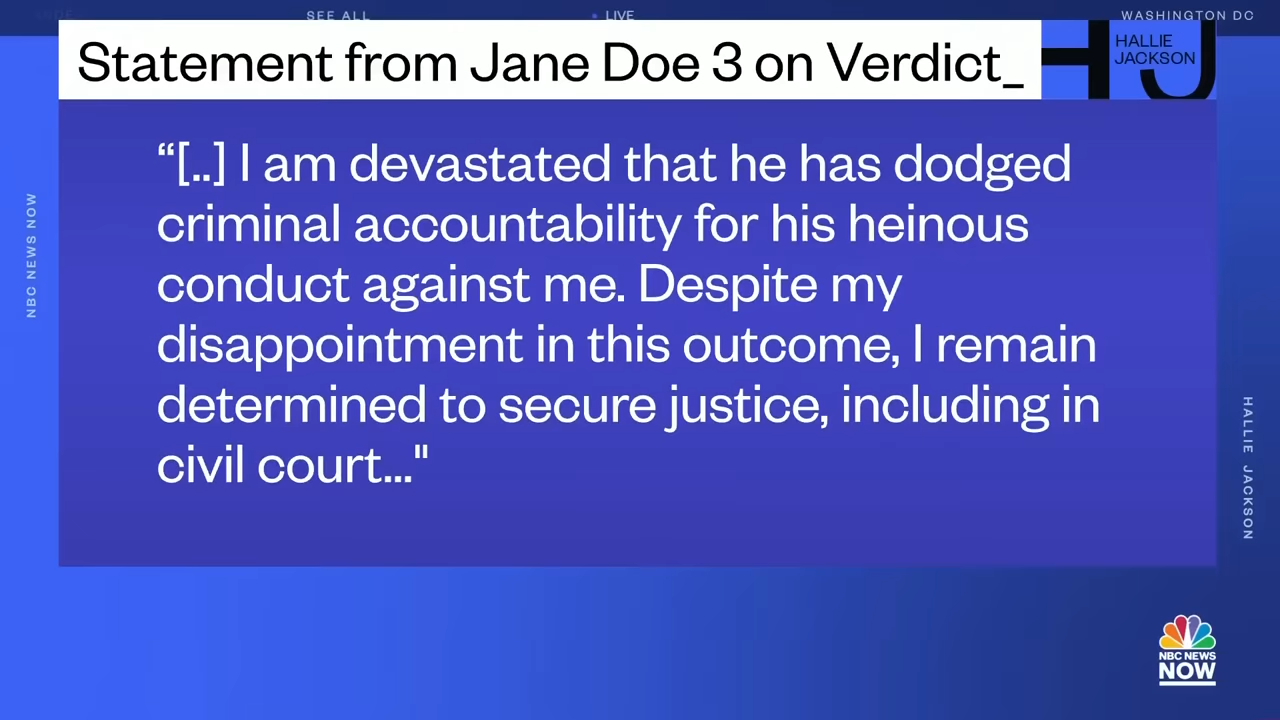 SEE ALL
LIVE
WASHINGTON DC
Statement from Jane Doe 3 on Verdict_
HJ
HALLIE
JACKSON
“[..] I am devastated that he has dodged
criminal accountability for his heinous
conduct against me. Despite my
disappointment in this outcome, I remain
determined to secure justice, including in
civil court..."
NBC NEWS NOW
HALLIE JACKSON
NBC NEWS
NOW